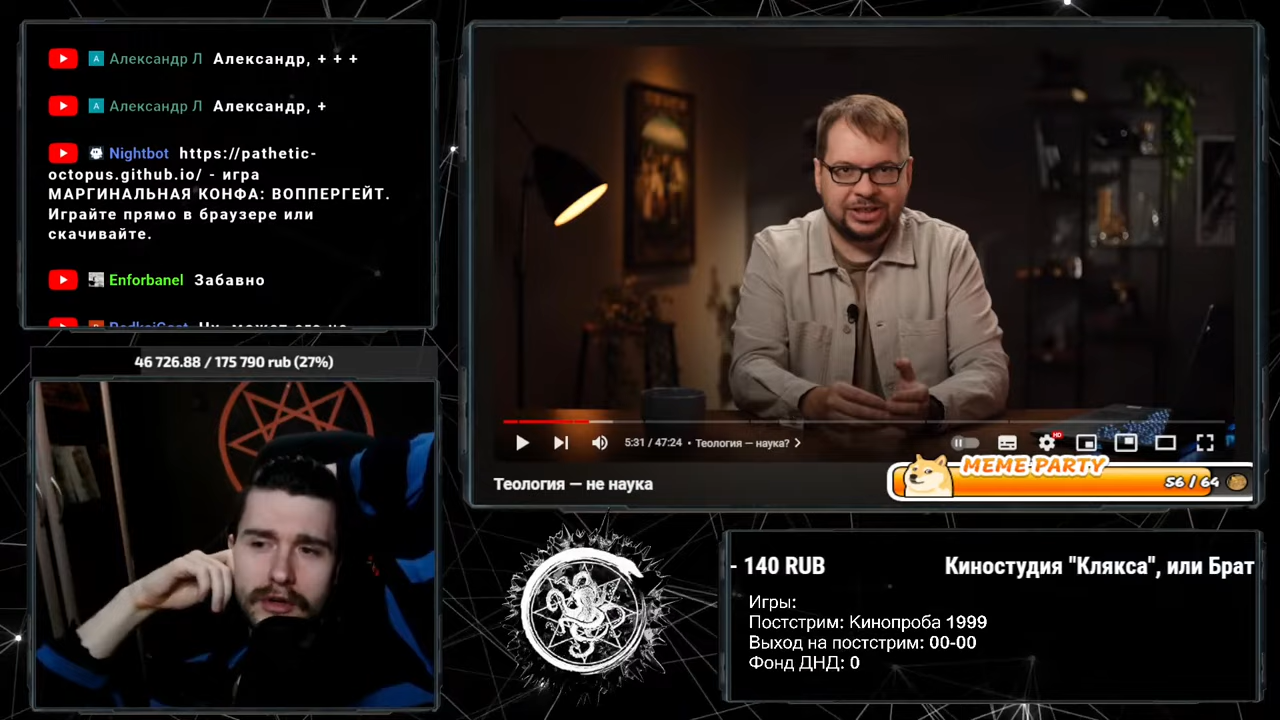 А Александр Л Александр, + + +
А Александр Л Александр, +
Nightbot https://pathetic-
octopus.github.io/ - игра
МАРГИНАЛЬНАЯ КОНФА: ВОППЕРГЕЙТ.
Играйте прямо в браузере или
скачивайте.
Enforbanel Забавно
46 726.88 / 175 790 rub (27%)
5:31 / 47:24 • Теология — наука?
HD
MEME PARTY
56 / 64
Теология — не наука
- 140 RUB Киностудия "Клякса", или Брат
Игры:
Постстрим: Кинопроба 1999
Выход на постстрим: 00-00
Фонд ДНД: 0